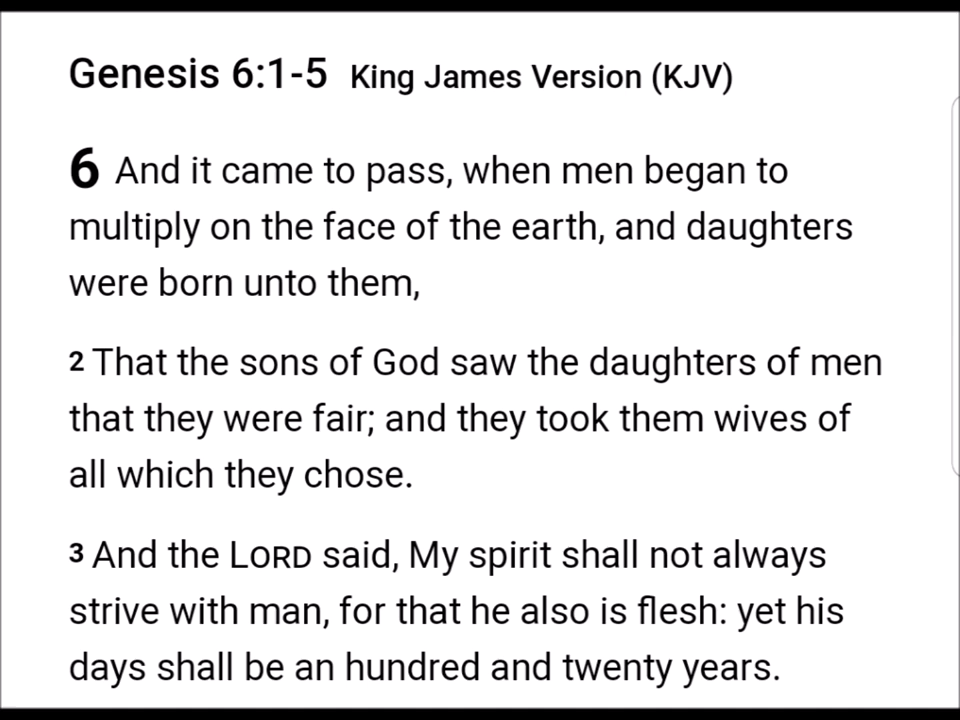 Genesis 6:1-5 King James Version (KJV)
6 And it came to pass, when men began to
multiply on the face of the earth, and daughters
were born unto them,
2 That the sons of God saw the daughters of men
that they were fair; and they took them wives of
all which they chose.
3 And the LORD said, My spirit shall not always
strive with man, for that he also is flesh: yet his
days shall be an hundred and twenty years.